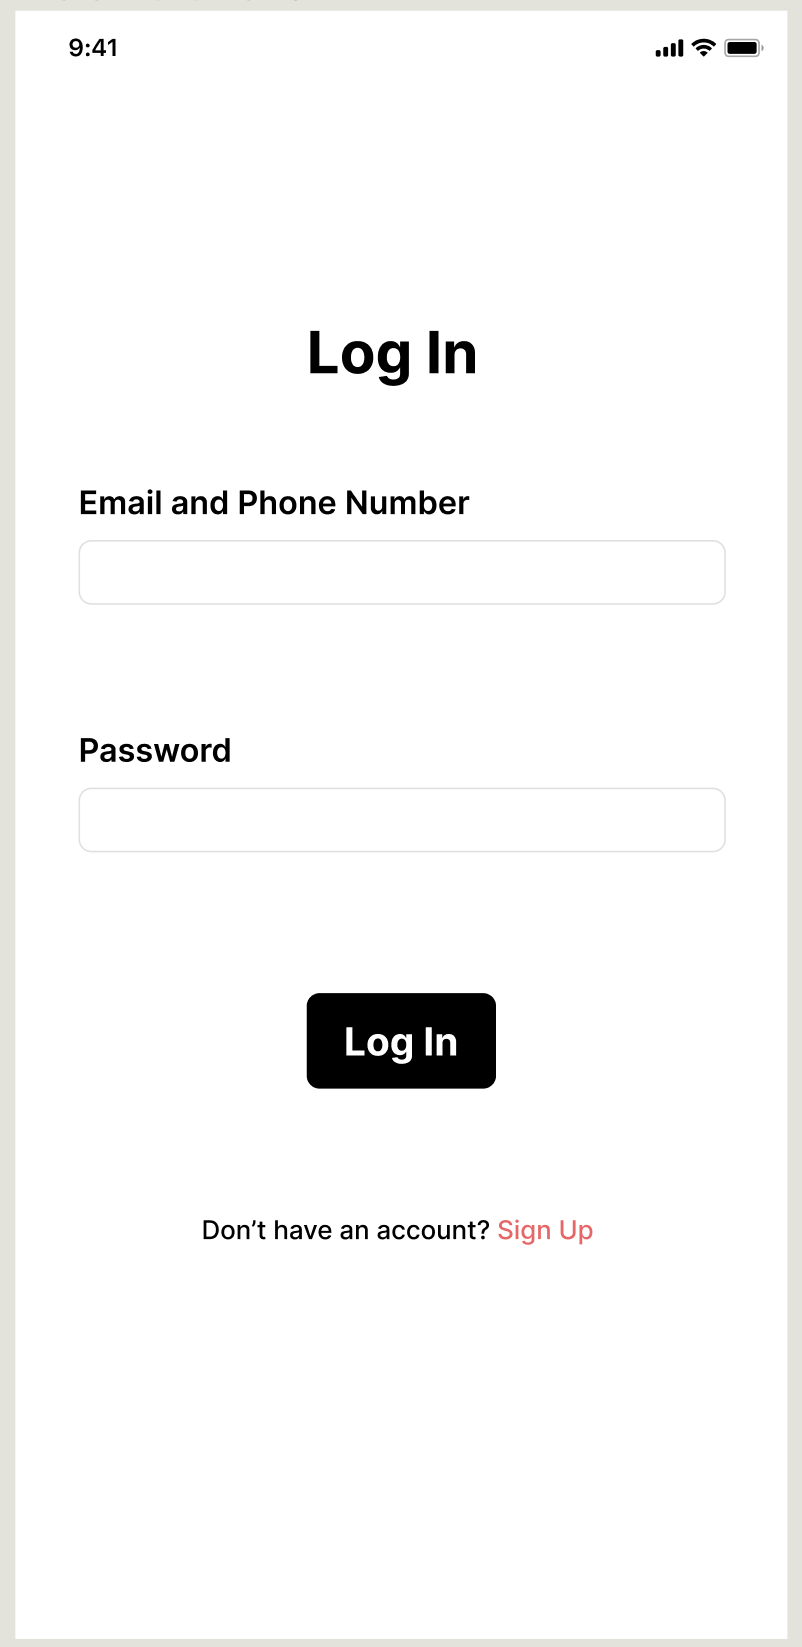 9:41
Log In
Email and Phone Number
Password
Log In
Don’t have an account? Sign Up